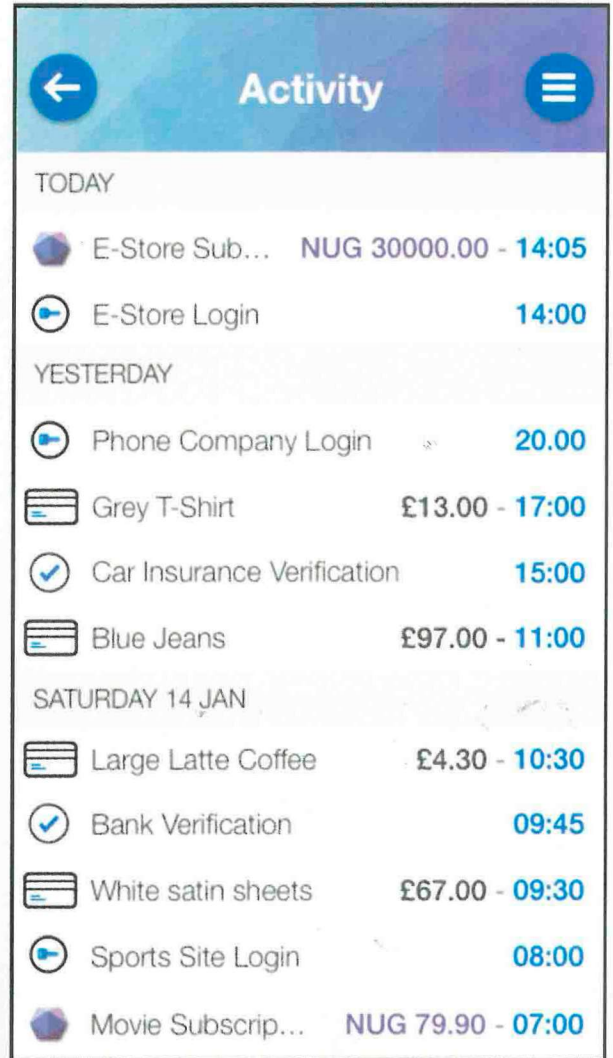 Activity
TODAY
E-Store Sub... NUG 30000.00 - 14:05
E-Store Login 14:00
YESTERDAY
Phone Company Login 20.00
Grey T-Shirt £13.00 - 17:00
Car Insurance Verification 15:00
Blue Jeans £97.00 - 11:00
SATURDAY 14 JAN
Large Latte Coffee £4.30 - 10:30
Bank Verification 09:45
White satin sheets £67.00 - 09:30
Sports Site Login 08:00
Movie Subscrip... NUG 79.90 - 07:00